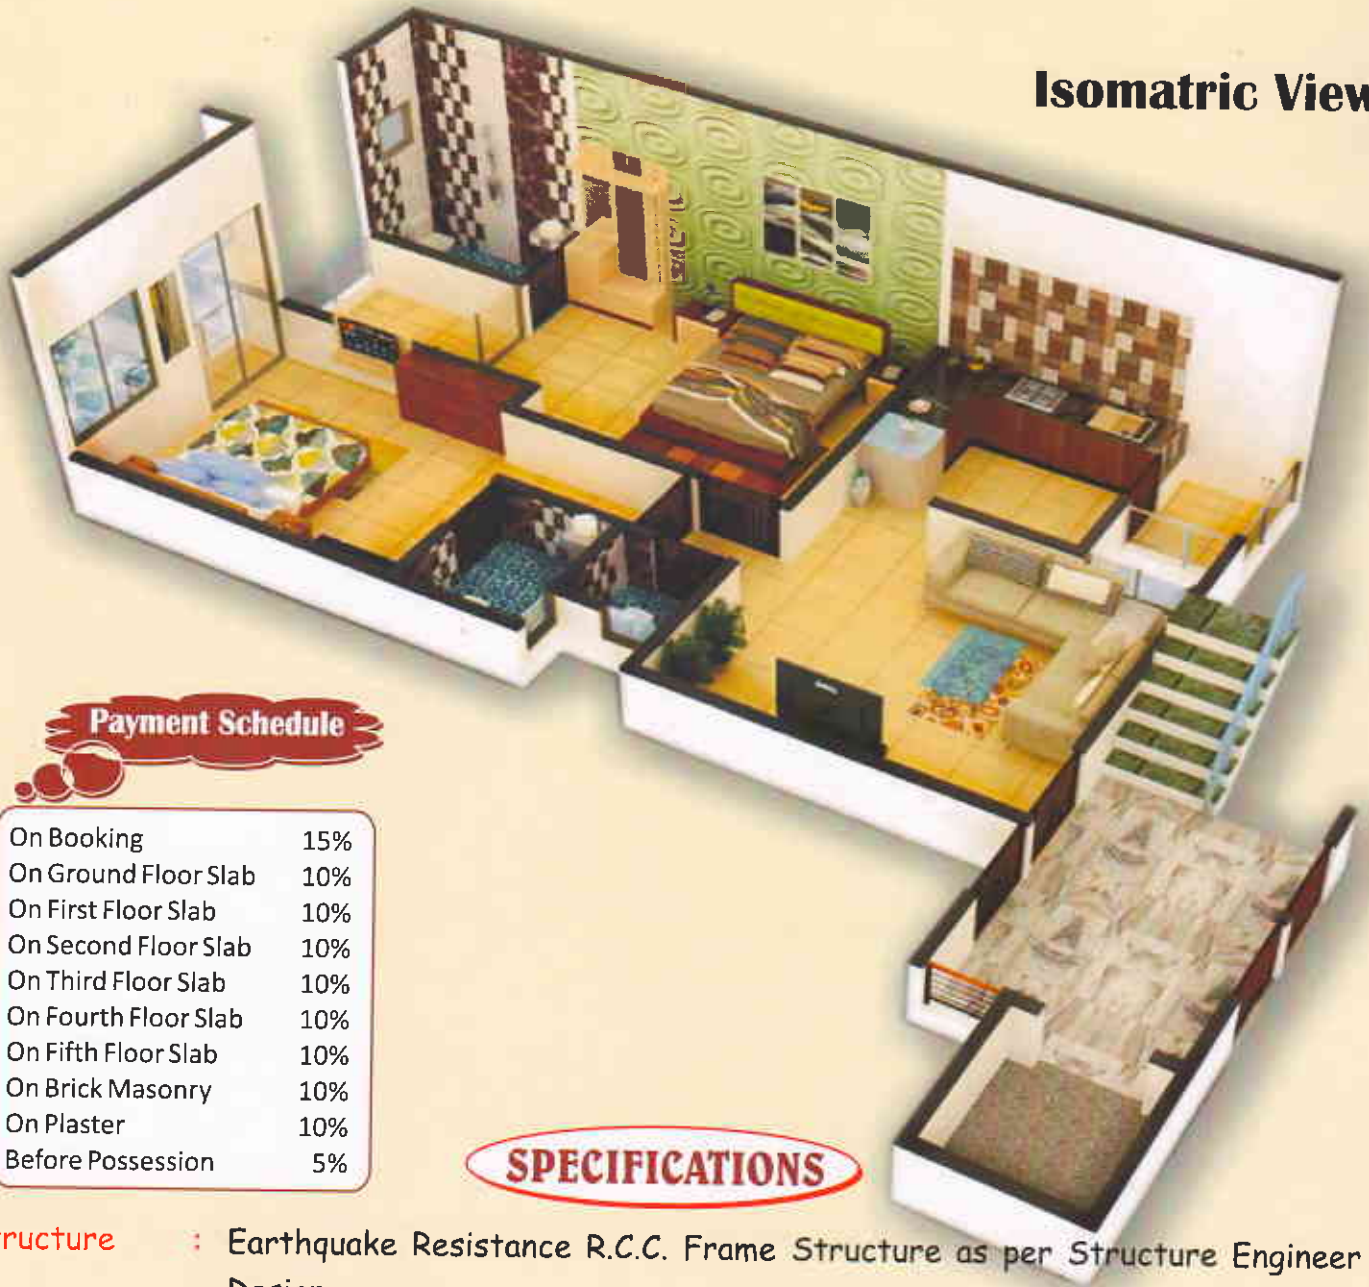 Isomatric View
Payment Schedule
On Booking 15%
On Ground Floor Slab 10%
On First Floor Slab 10%
On Second Floor Slab 10%
On Third Floor Slab 10%
On Fourth Floor Slab 10%
On Fifth Floor Slab 10%
On Brick Masonry 10%
On Plaster 10%
Before Possession 5%
SPECIFICATIONS
ructure : Earthquake Resistance R.C.C. Frame Structure as per Structure Engineer